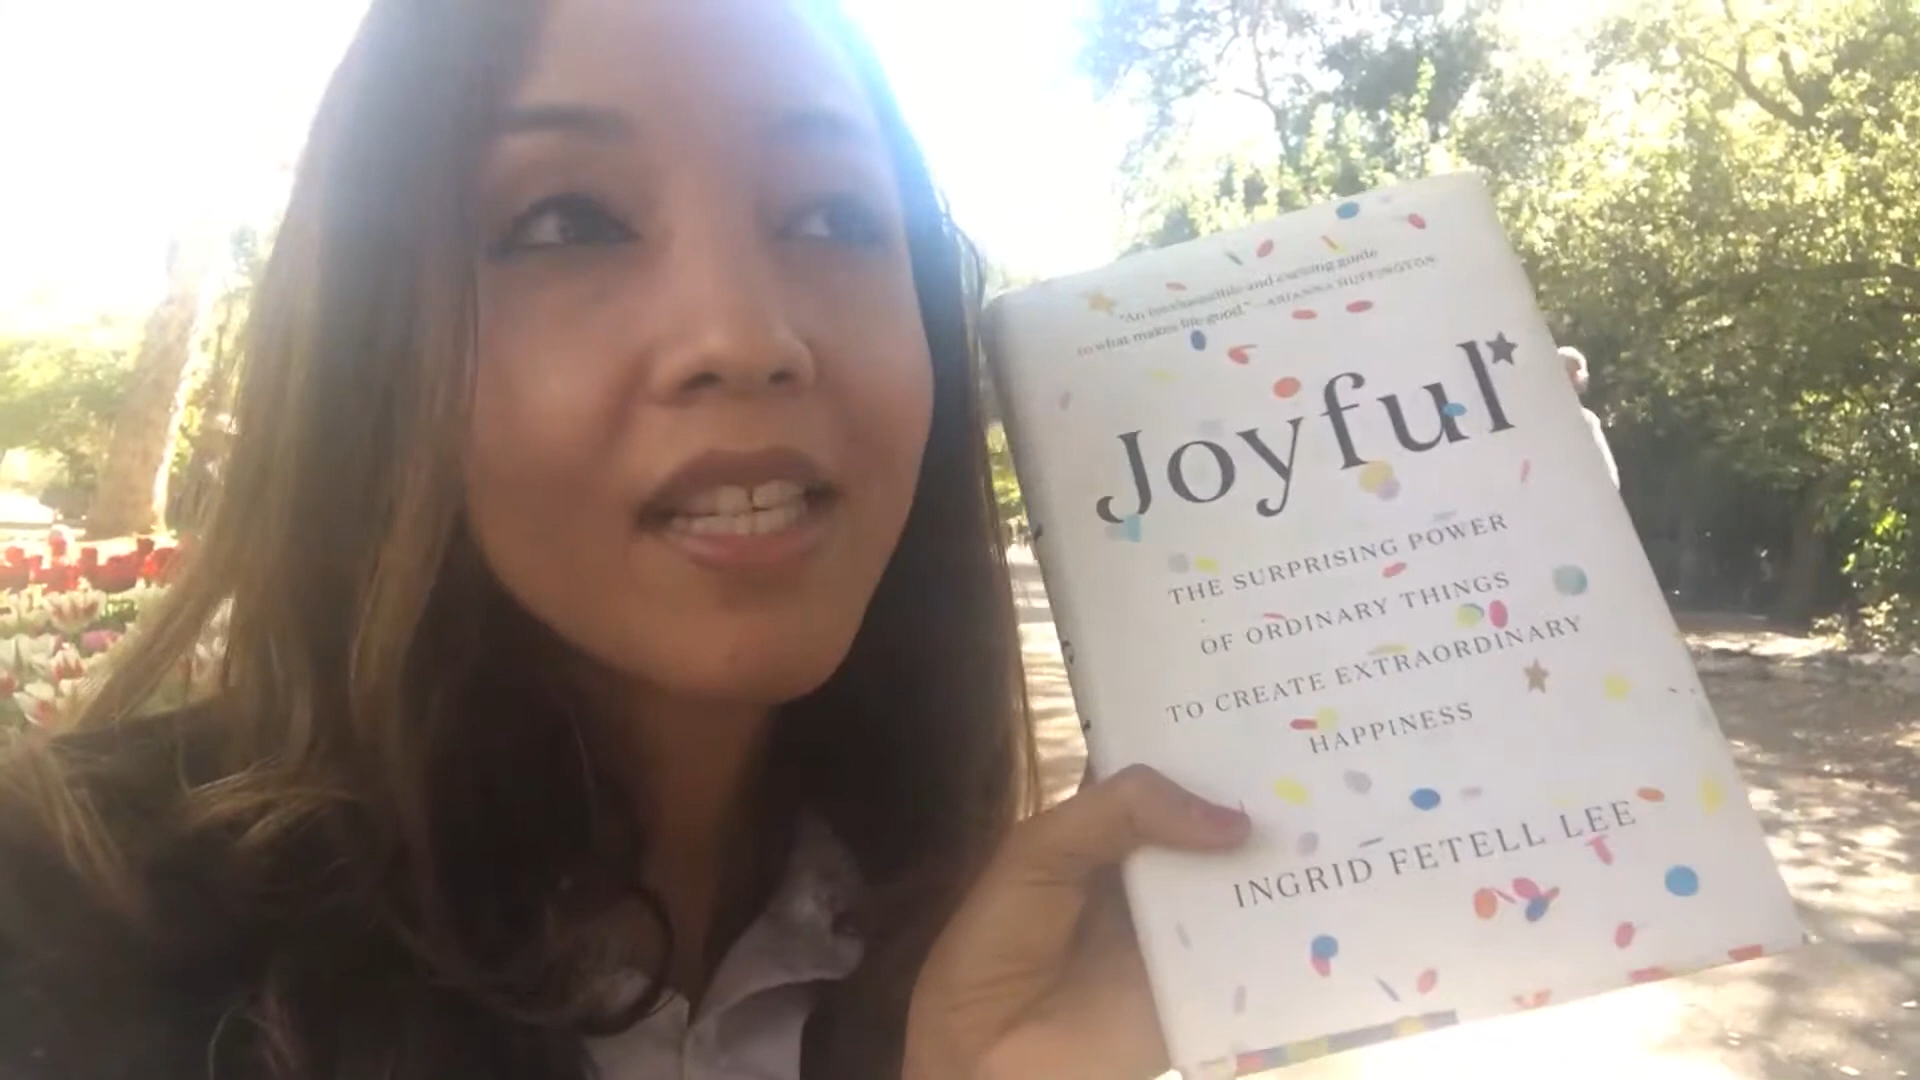 "An inexhaustible and exciting guide
to what makes life good." —ARIANNA HUFFINGTON
Joyful
THE SURPRISING POWER
OF ORDINARY THINGS
TO CREATE EXTRAORDINARY
HAPPINESS
INGRID FETELL LEE